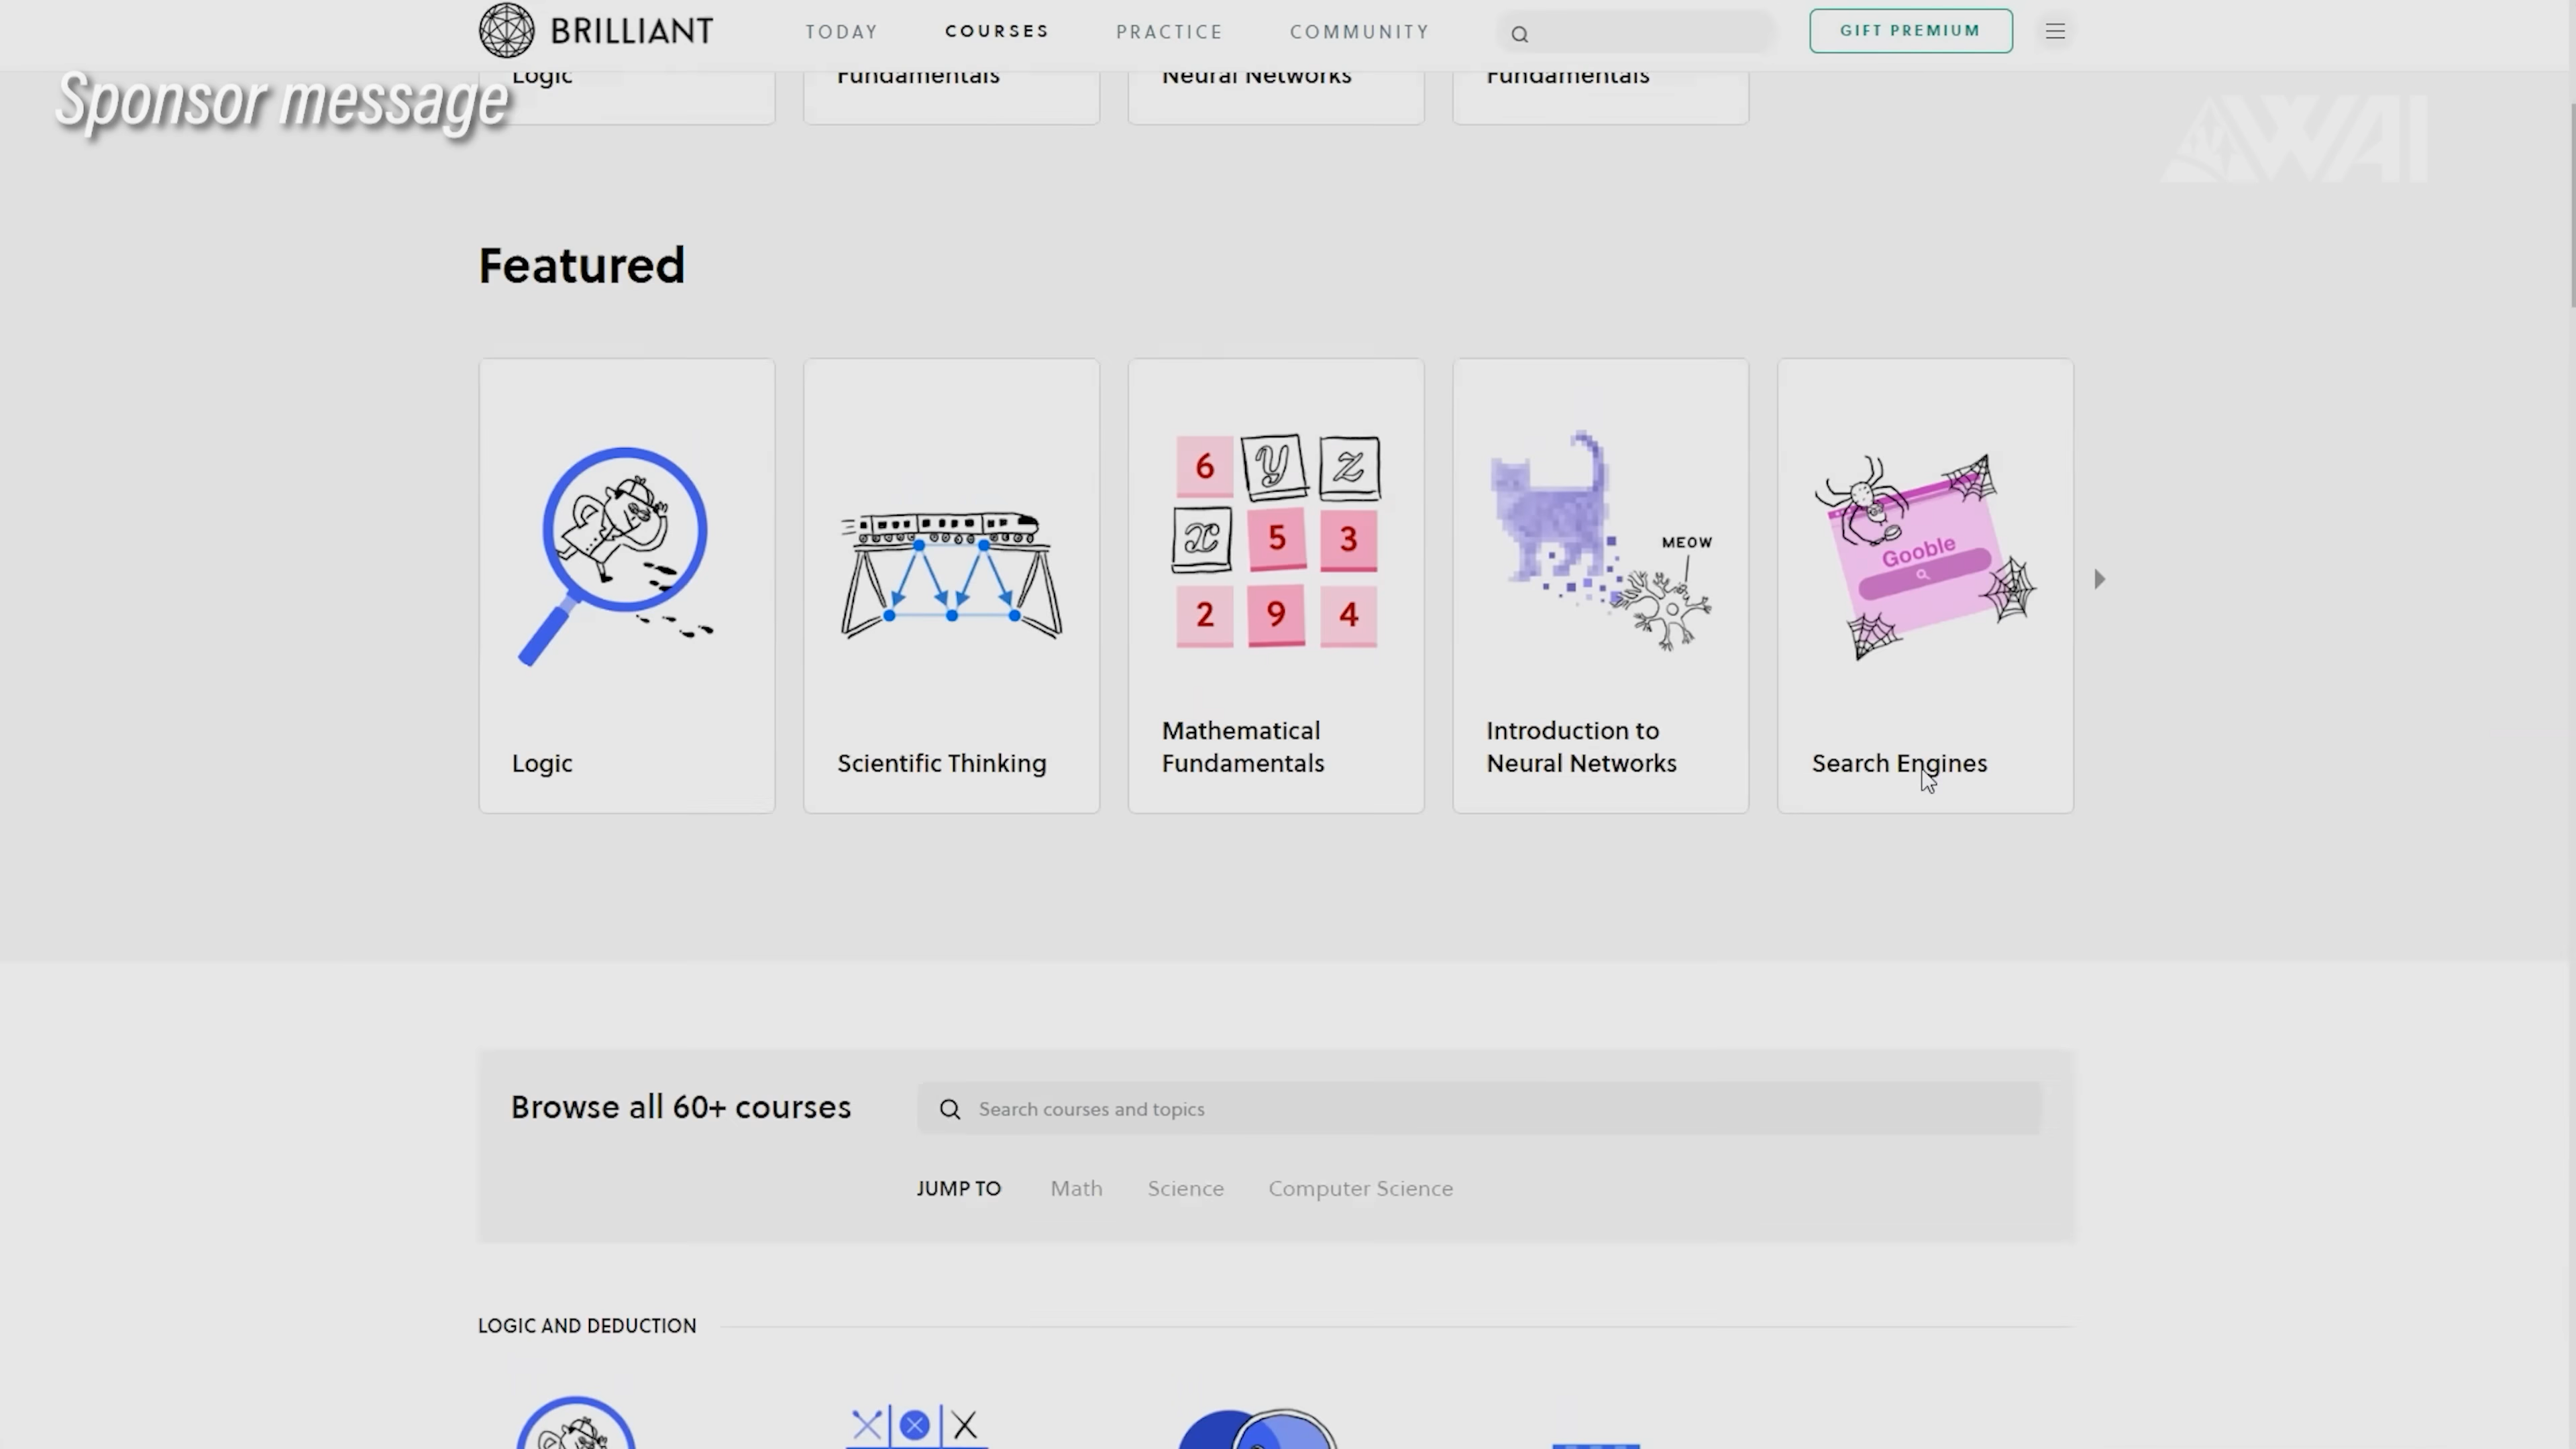 BRILLIANT
TODAY
COURSES
PRACTICE
COMMUNITY
GIFT PREMIUM
Sponsor message
Logic
Fundamentals
Neural Networks
Fundamentals
WAI
Featured
6 y z
x 5 3
2 9 4
MEOW
Gooble
Logic
Scientific Thinking
Mathematical
Fundamentals
Introduction to
Neural Networks
Search Engines
Browse all 60+ courses
Search courses and topics
JUMP TO
Math
Science
Computer Science
LOGIC AND DEDUCTION